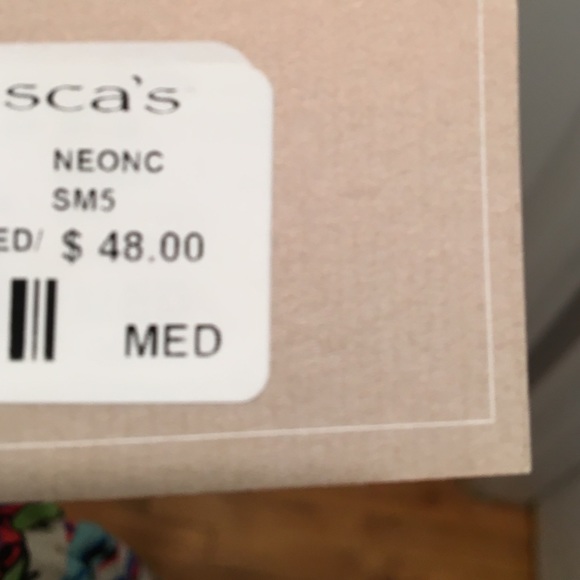 sca's
NEONC
SM5
ED/ $ 48.00
MED